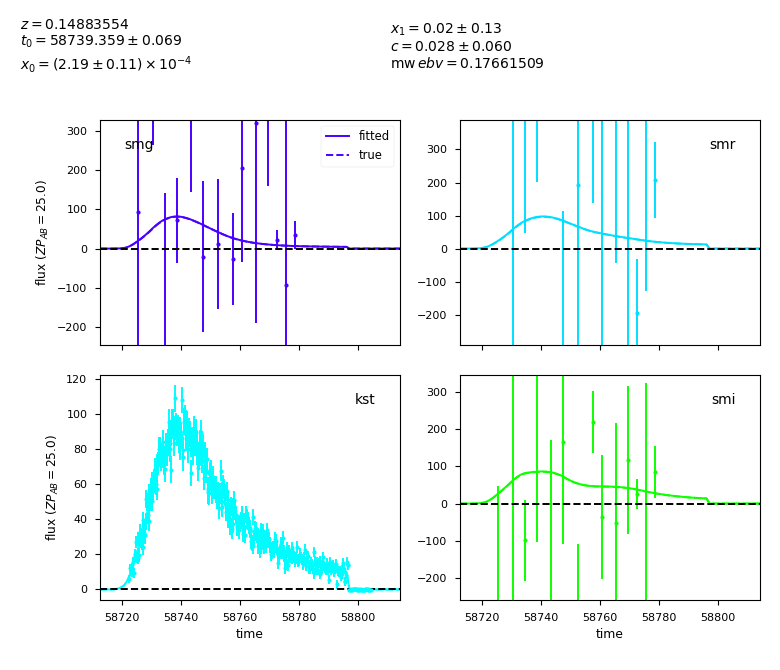 z = 0.14883554
t0 = 58739.359 ± 0.069
x0 = (2.19 ± 0.11) × 10^−4
x1 = 0.02 ± 0.13
c = 0.028 ± 0.060
mw ebv = 0.17661509
smg
fitted
true
300
200
100
0
−100
−200
flux (ZP_AB = 25.0)
smr
300
200
100
0
−100
−200
kst
120
100
80
60
40
20
0
flux (ZP_AB = 25.0)
58720 58740 58760 58780 58800
time
smi
300
200
100
0
−100
−200
58720 58740 58760 58780 58800
time